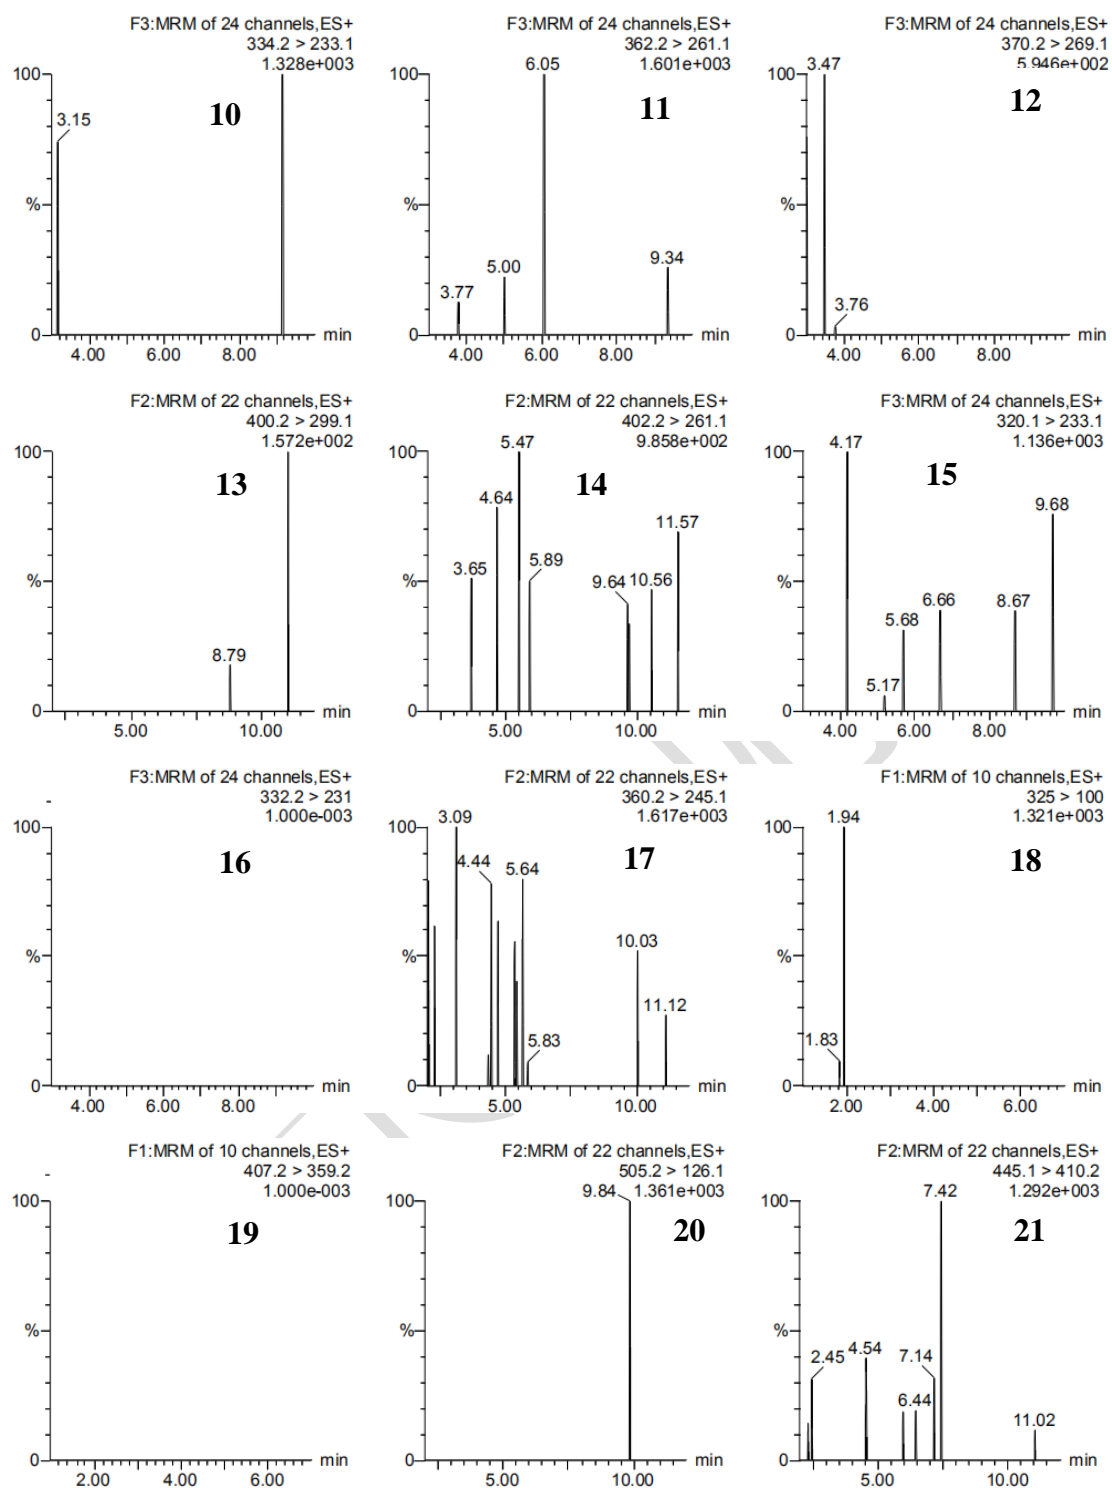 F3:MRM of 24 channels,ES+
334.2 > 233.1
1.328e+003
100
3.15
10
%
0
4.00 6.00 8.00 min
F3:MRM of 24 channels,ES+
362.2 > 261.1
1.601e+003
6.05
100
11
%
5.00
9.34
3.77
0
4.00 6.00 8.00 min
F3:MRM of 24 channels,ES+
370.2 > 269.1
5.946e+002
3.47
100
12
%
3.76
0
4.00 6.00 8.00 min
F2:MRM of 22 channels,ES+
400.2 > 299.1
1.572e+002
100
13
%
8.79
0
5.00 10.00 min
F2:MRM of 22 channels,ES+
402.2 > 261.1
9.858e+002
5.47
100
14
4.64
11.57
3.65
5.89
9.64 10.56
%
0
5.00 10.00 min
F3:MRM of 24 channels,ES+
320.1 > 233.1
1.136e+003
4.17
100
15
9.68
%
6.66
8.67
5.68
5.17
0
4.00 6.00 8.00 min
F3:MRM of 24 channels,ES+
332.2 > 231
1.000e-003
100
16
%
0
4.00 6.00 8.00 min
F2:MRM of 22 channels,ES+
360.2 > 245.1
1.617e+003
3.09
100
17
4.44
5.64
10.03
%
11.12
5.83
0
5.00 10.00 min
F1:MRM of 10 channels,ES+
325 > 100
1.321e+003
1.94
100
18
%
1.83
0
2.00 4.00 6.00 min
F1:MRM of 10 channels,ES+
407.2 > 359.2
1.000e-003
100
19
%
0
2.00 4.00 6.00 min
F2:MRM of 22 channels,ES+
505.2 > 126.1
9.84 1.361e+003
100
20
%
0
5.00 10.00 min
F2:MRM of 22 channels,ES+
445.1 > 410.2
7.42 1.292e+003
100
21
%
2.45 4.54 7.14
6.44
11.02
0
5.00 10.00 min